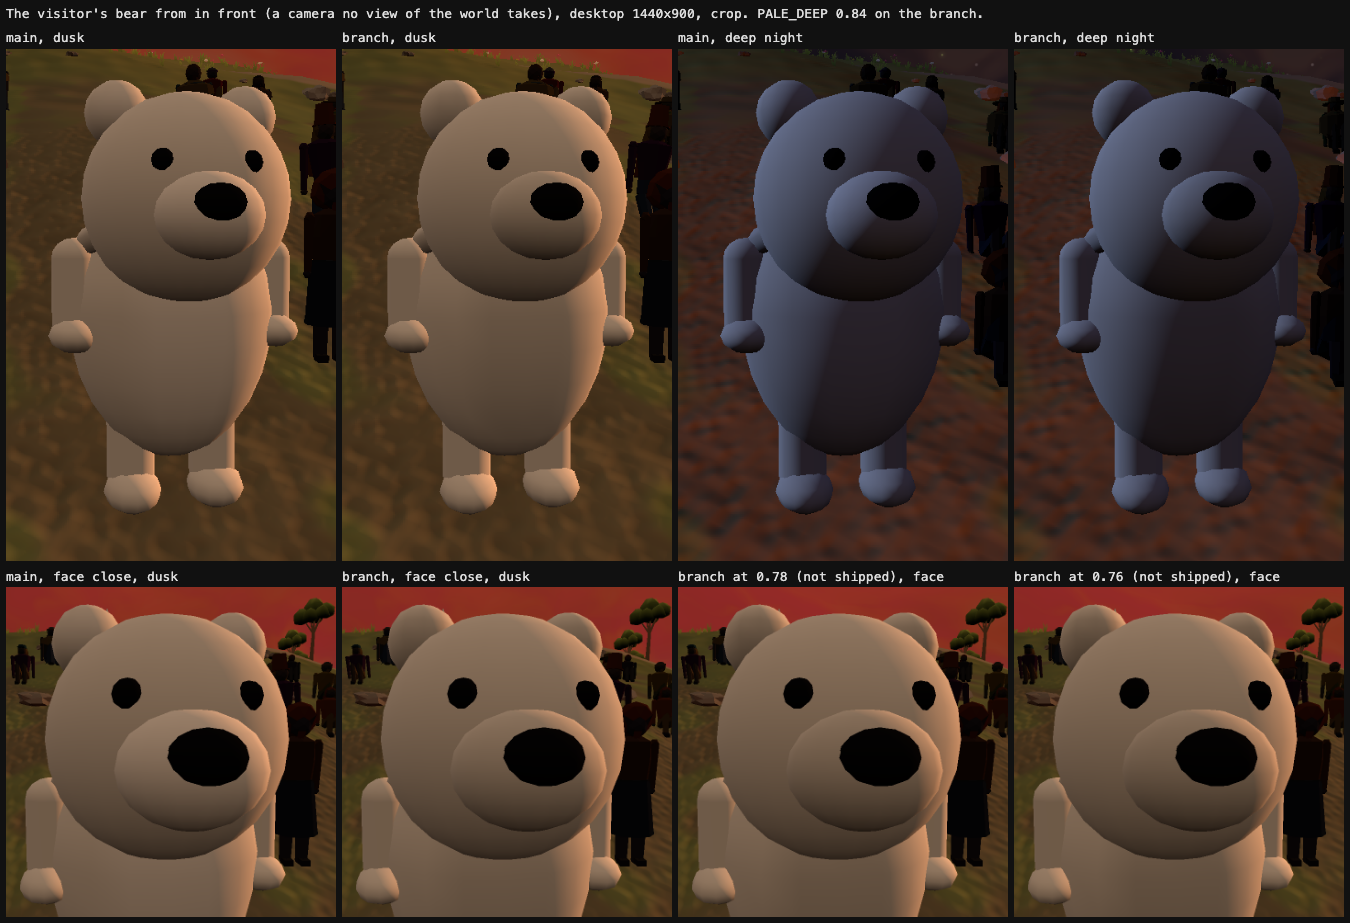 The visitor's bear from in front (a camera no view of the world takes), desktop 1440x900, crop. PALE_DEEP 0.84 on the branch.
main, dusk
branch, dusk
main, deep night
branch, deep night
main, face close, dusk
branch, face close, dusk
branch at 0.78 (not shipped), face
branch at 0.76 (not shipped), face